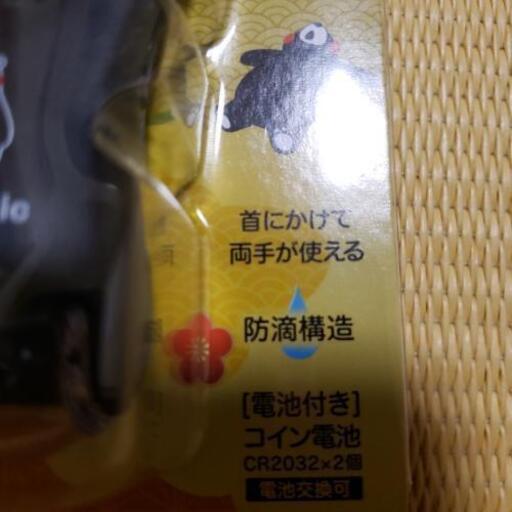 首にかけて
両手が使える
防滴構造
[電池付き]
コイン電池
CR2032×2個
電池交換可